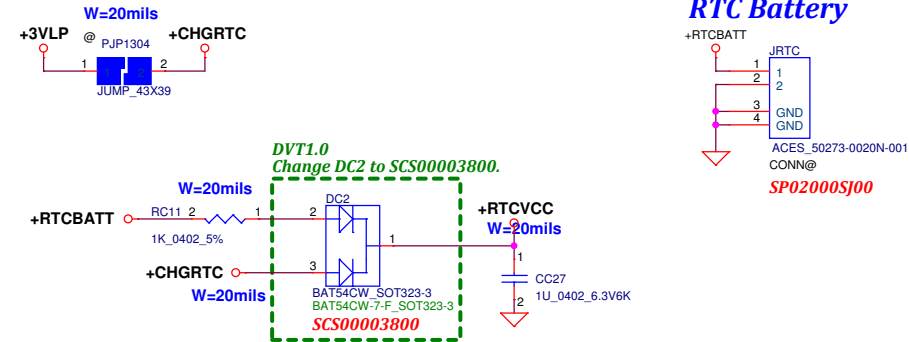 W=20mils
+3VLP
@
PJP1304
+CHGRTC
1
1
2
2
JUMP_43X39
RTC Battery
+RTCBATT
JRTC
1
1
2
2
3
GND
4
GND
ACES_50273-0020N-001
CONN@
SP02000SJ00
DVT1.0
Change DC2 to SCS00003800.
W=20mils
+RTCBATT
RC11
2
1
1K_0402_5%
DC2
2
1
3
+RTCVCC
W=20mils
+CHGRTC
W=20mils
BAT54CW_SOT323-3
BAT54CW-7-F_SOT323-3
SCS00003800
1
CC27
1U_0402_6.3V6K
2